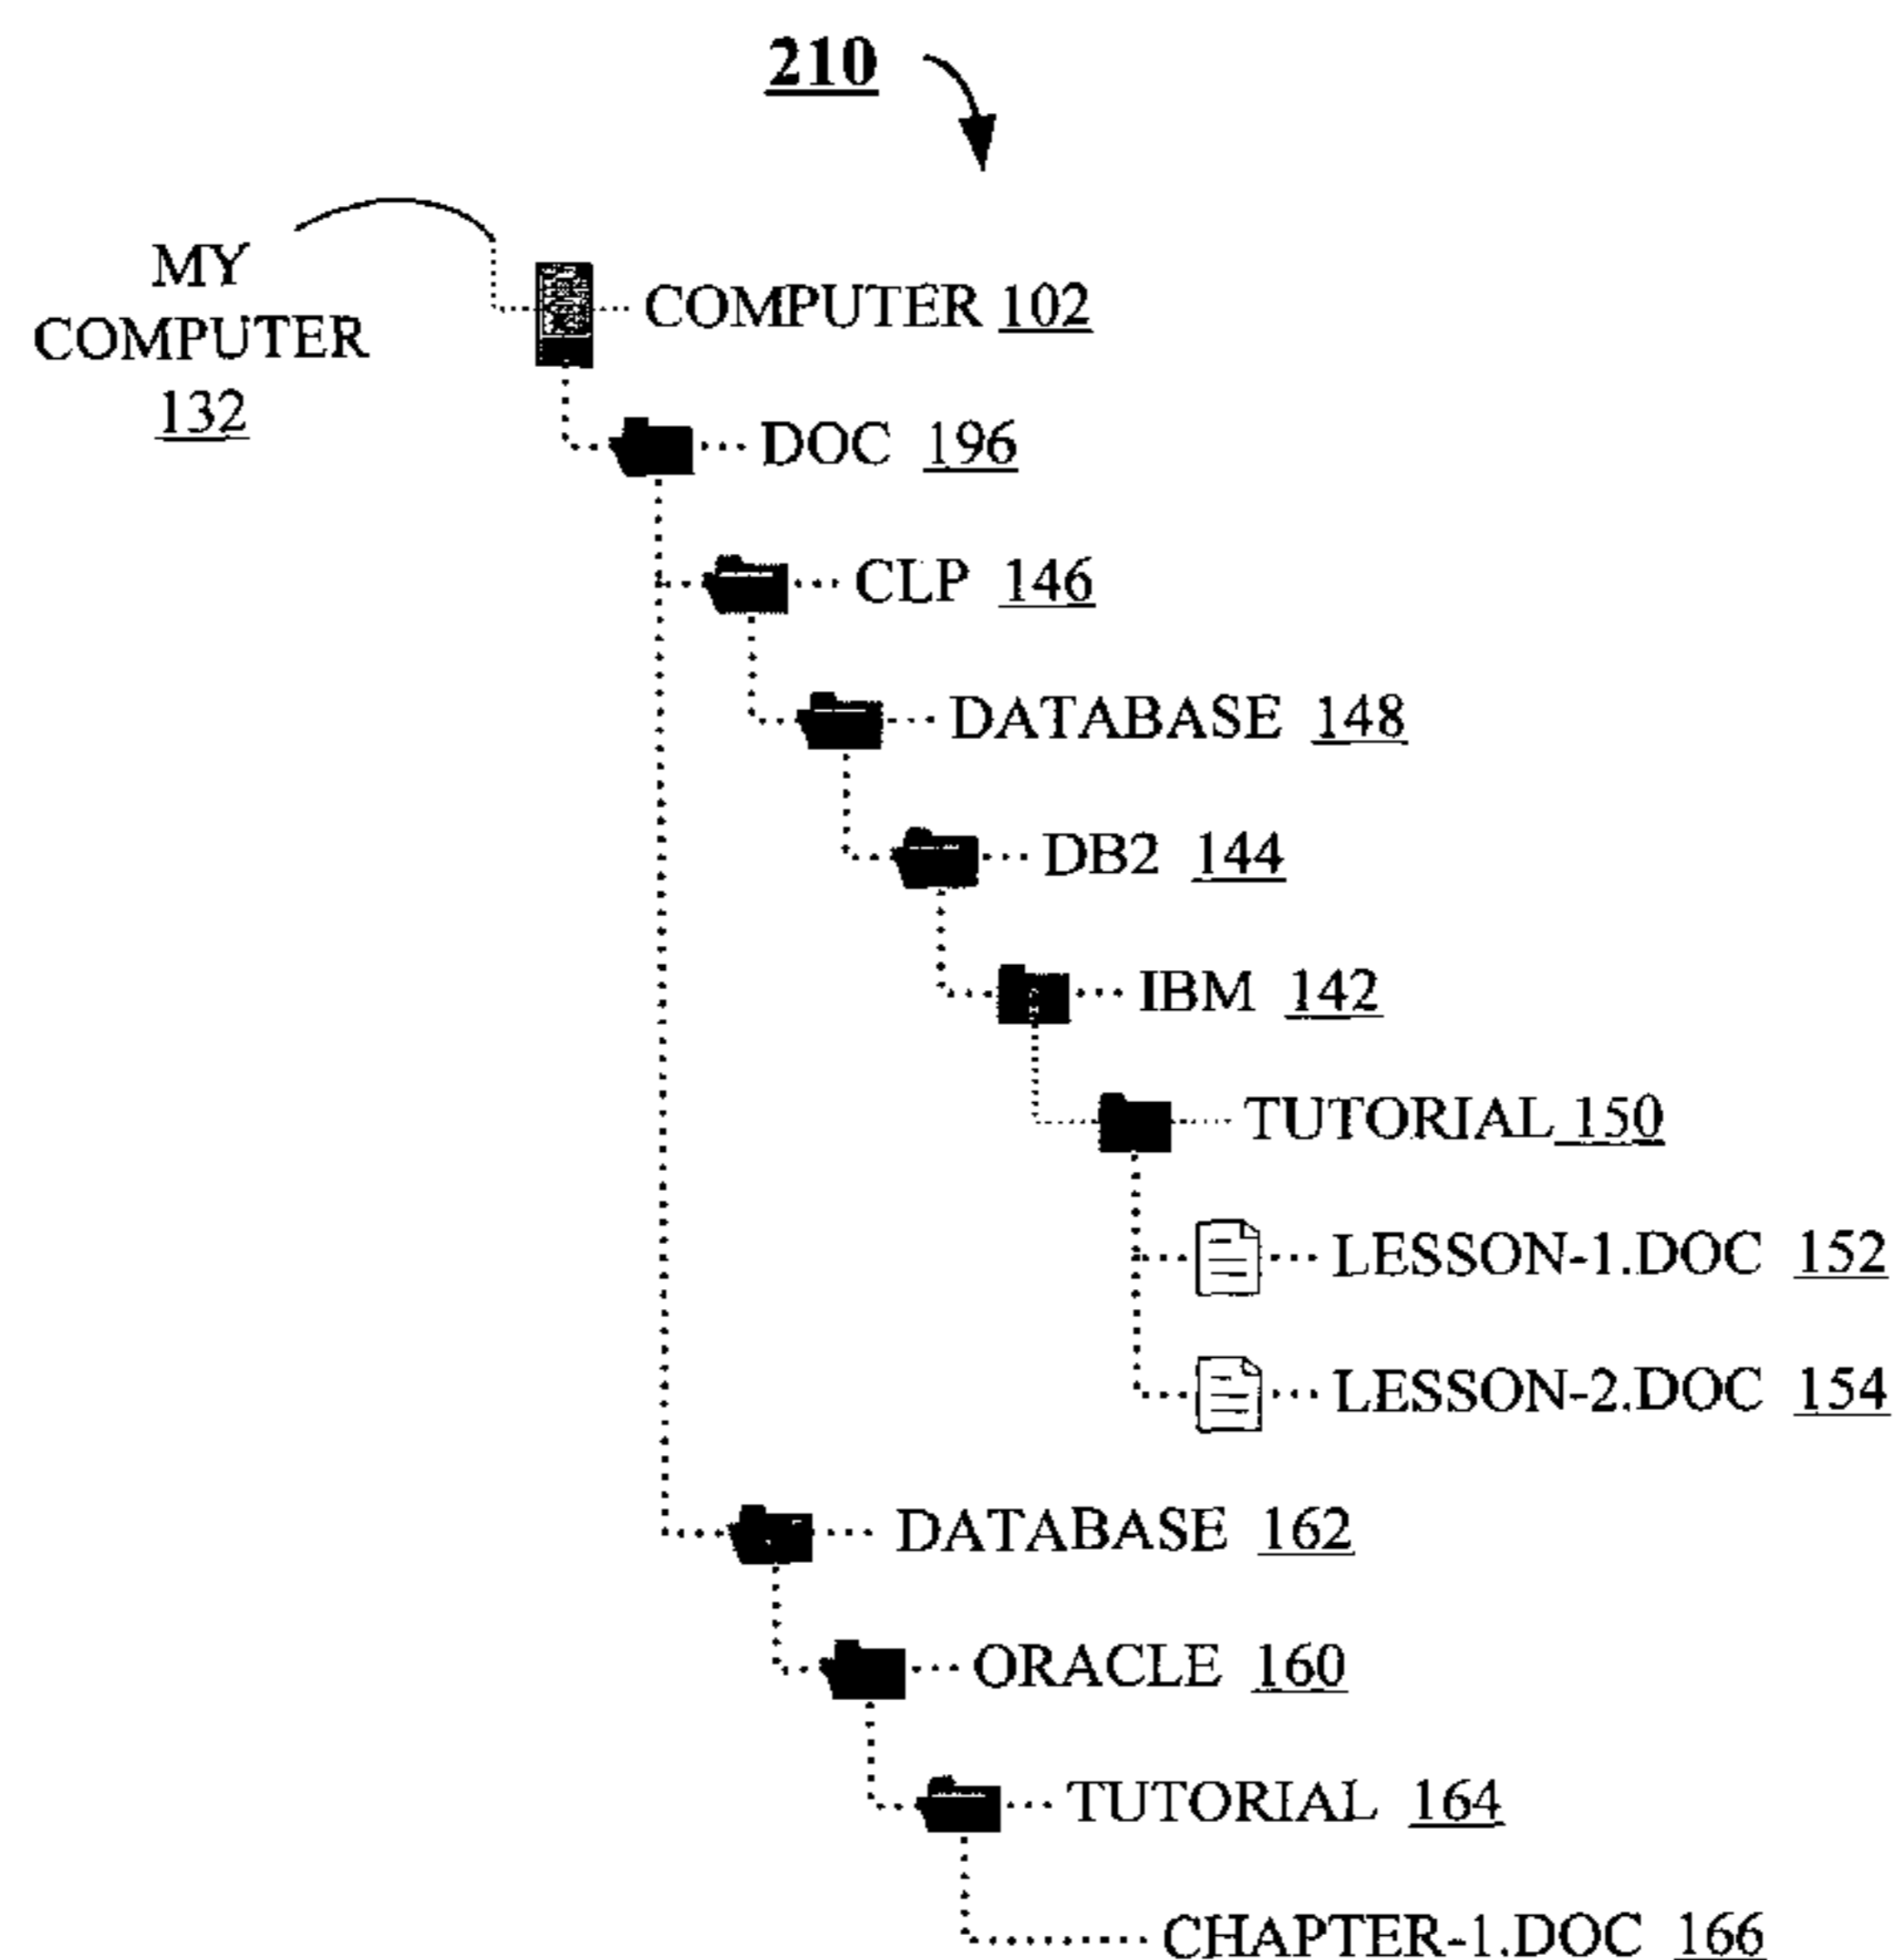 210
MY
COMPUTER
132
COMPUTER 102
DOC 196
CLP 146
DATABASE 148
DB2 144
IBM 142
TUTORIAL 150
LESSON-1.DOC 152
LESSON-2.DOC 154
DATABASE 162
ORACLE 160
TUTORIAL 164
CHAPTER-1.DOC 166